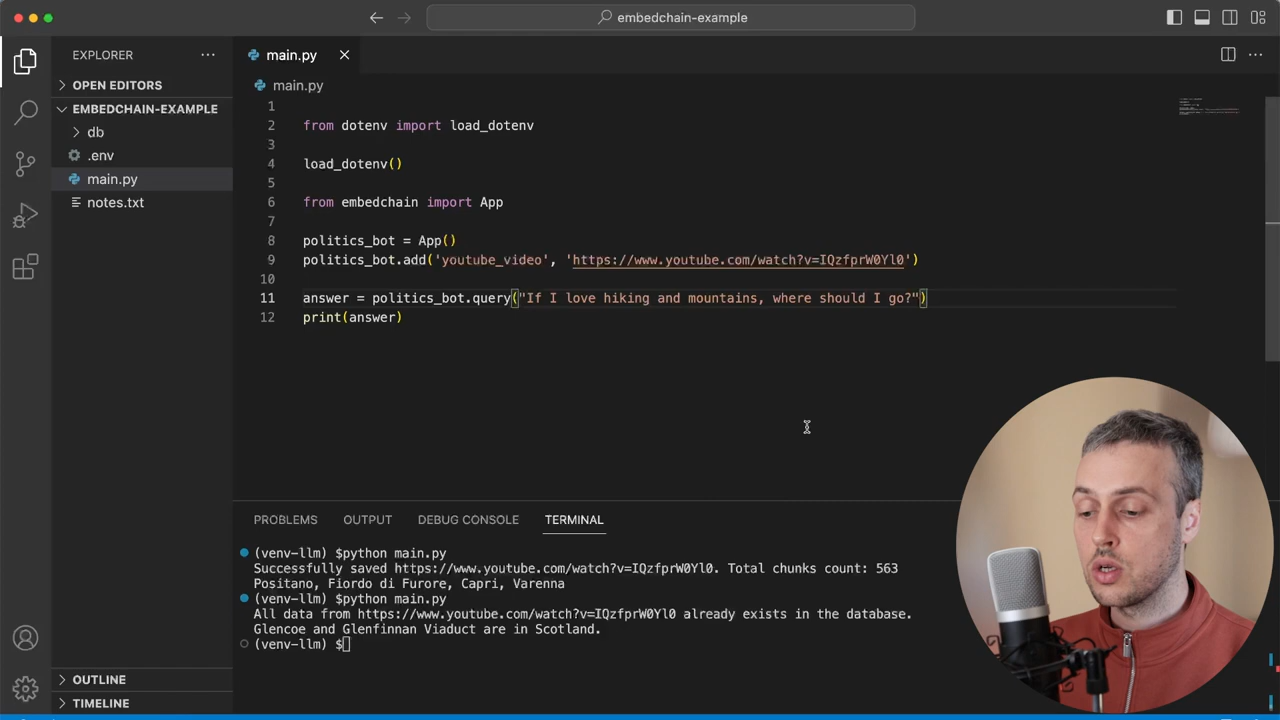 embedchain-example
EXPLORER
main.py
OPEN EDITORS
EMBEDCHAIN-EXAMPLE
db
.env
main.py
notes.txt
OUTLINE
TIMELINE
main.py
1
2 from dotenv import load_dotenv
3
4 load_dotenv()
5
6 from embedchain import App
7
8 politics_bot = App()
9 politics_bot.add('youtube_video', 'https://www.youtube.com/watch?v=IQzfprW0Yl0')
10
11 answer = politics_bot.query("If I love hiking and mountains, where should I go?")
12 print(answer)
PROBLEMS OUTPUT DEBUG CONSOLE TERMINAL
(venv-llm) $python main.py
Successfully saved https://www.youtube.com/watch?v=IQzfprW0Yl0. Total chunks count: 563
Positano, Fiordo di Furore, Capri, Varenna
(venv-llm) $python main.py
All data from https://www.youtube.com/watch?v=IQzfprW0Yl0 already exists in the database.
Glencoe and Glenfinnan Viaduct are in Scotland.
(venv-llm) $